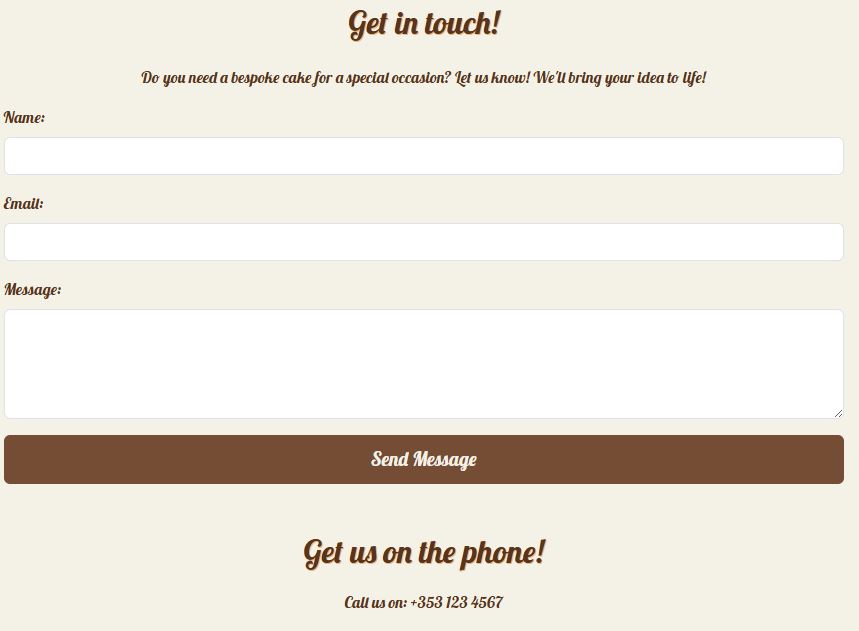 Get in touch!
Do you need a bespoke cake for a special occasion? Let us know! We'll bring your idea to life!
Name:
Email:
Message:
Send Message
Get us on the phone!
Call us on: +353 123 4567